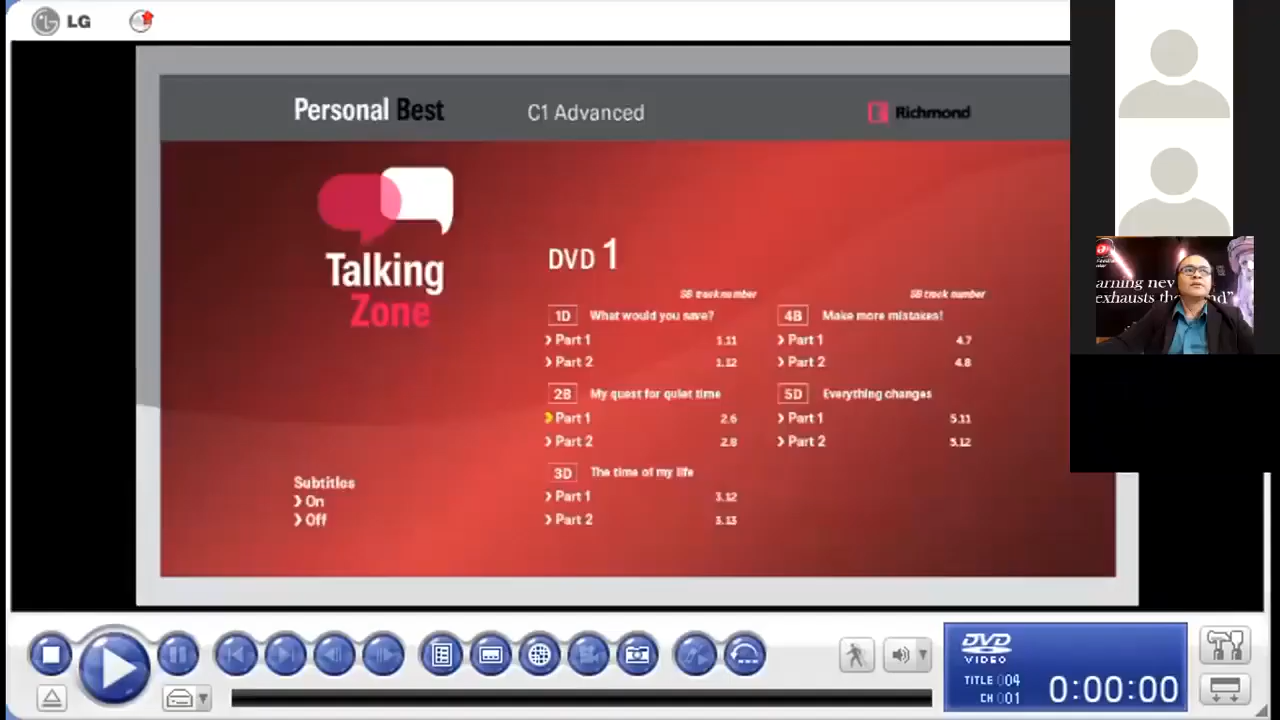 LG
Personal Best
C1 Advanced
Richmond
Talking
Zone
DVD 1
SB track number
1D What would you save?
Part 1 1.11
Part 2 1.12
2B My quest for quiet time
Part 1 2.6
Part 2 2.8
3D The time of my life
Part 1 3.12
Part 2 3.13
SB track number
4B Make more mistakes!
Part 1 4.7
Part 2 4.8
5D Everything changes
Part 1 5.11
Part 2 5.12
Subtitles
On
Off
arning nev
exhausts th
DVD
VIDEO
TITLE 004
CH 001
0:00:00